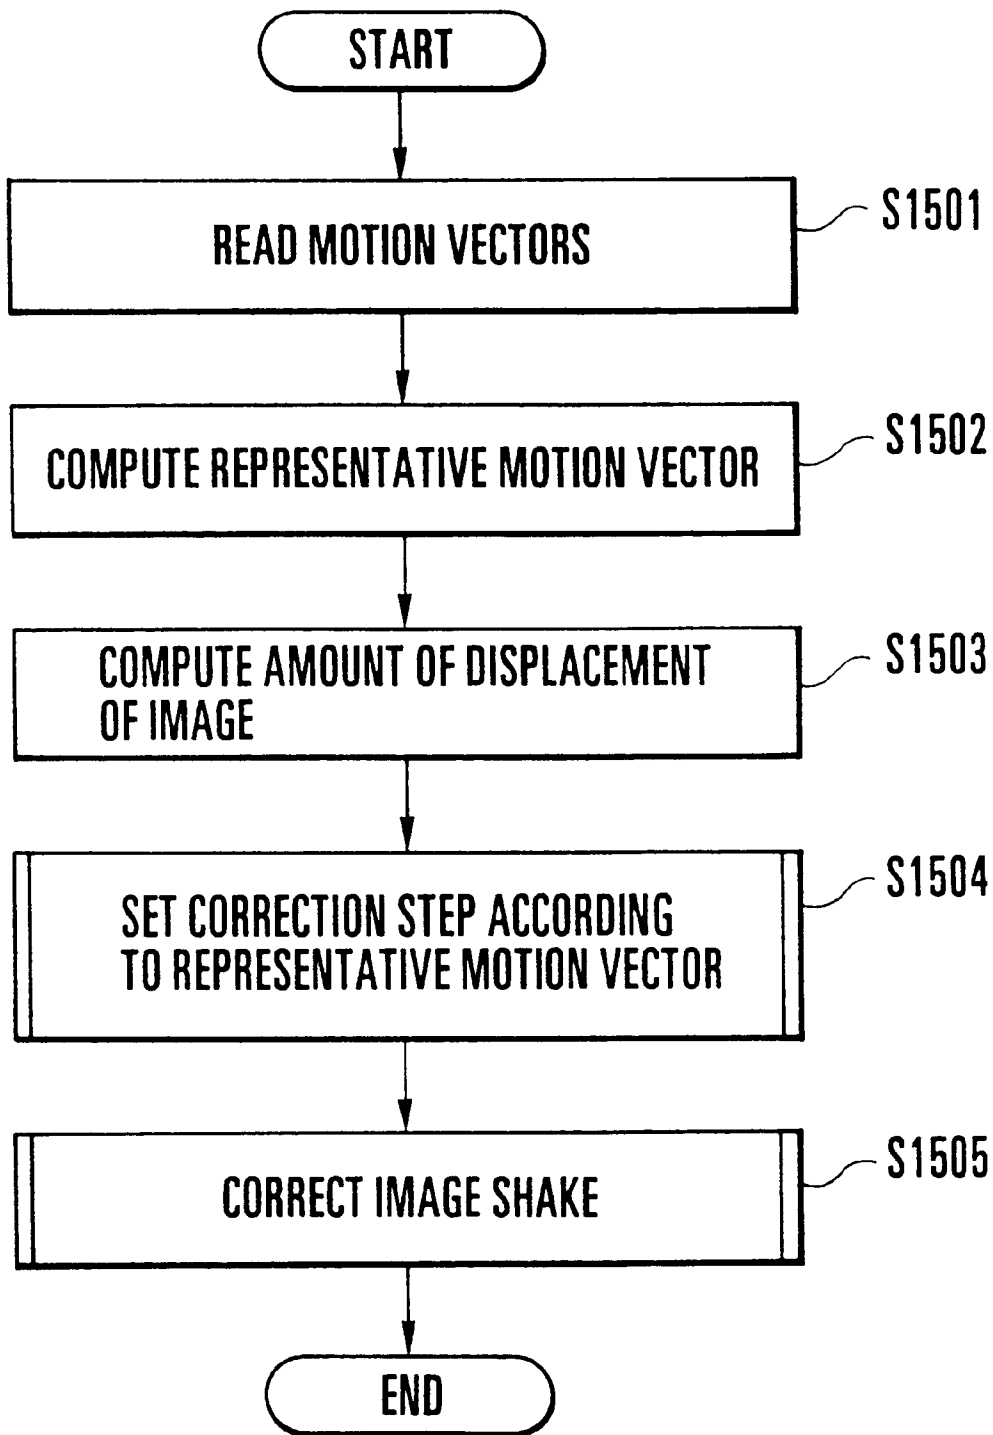 START
READ MOTION VECTORS
S1501
COMPUTE REPRESENTATIVE MOTION VECTOR
S1502
COMPUTE AMOUNT OF DISPLACEMENT
OF IMAGE
S1503
SET CORRECTION STEP ACCORDING
TO REPRESENTATIVE MOTION VECTOR
S1504
CORRECT IMAGE SHAKE
S1505
END